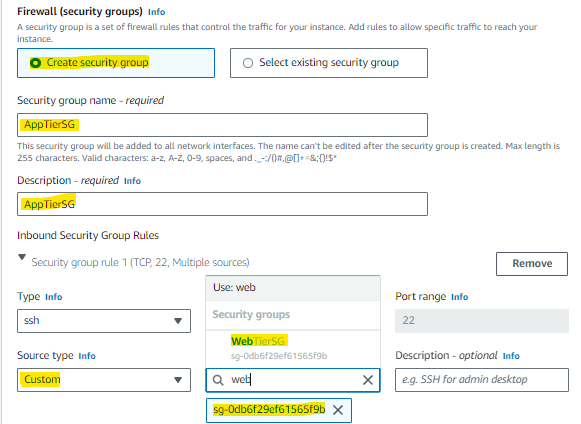 Firewall (security groups) Info
A security group is a set of firewall rules that control the traffic for your instance. Add rules to allow specific traffic to reach your
instance.
Create security group
Select existing security group
Security group name - required
AppTierSG
This security group will be added to all network interfaces. The name can't be edited after the security group is created. Max length is
255 characters. Valid characters: a-z, A-Z, 0-9, spaces, and ._-:/()#,@[]+=&;{}!$*
Description - required Info
AppTierSG
Inbound Security Group Rules
Security group rule 1 (TCP, 22, Multiple sources)
Remove
Type Info
ssh
Use: web
Security groups
WebTierSG
sg-0db6f29ef61565f9b
Port range Info
22
Source type Info
Custom
web
sg-0db6f29ef61565f9b
Description - optional Info
e.g. SSH for admin desktop